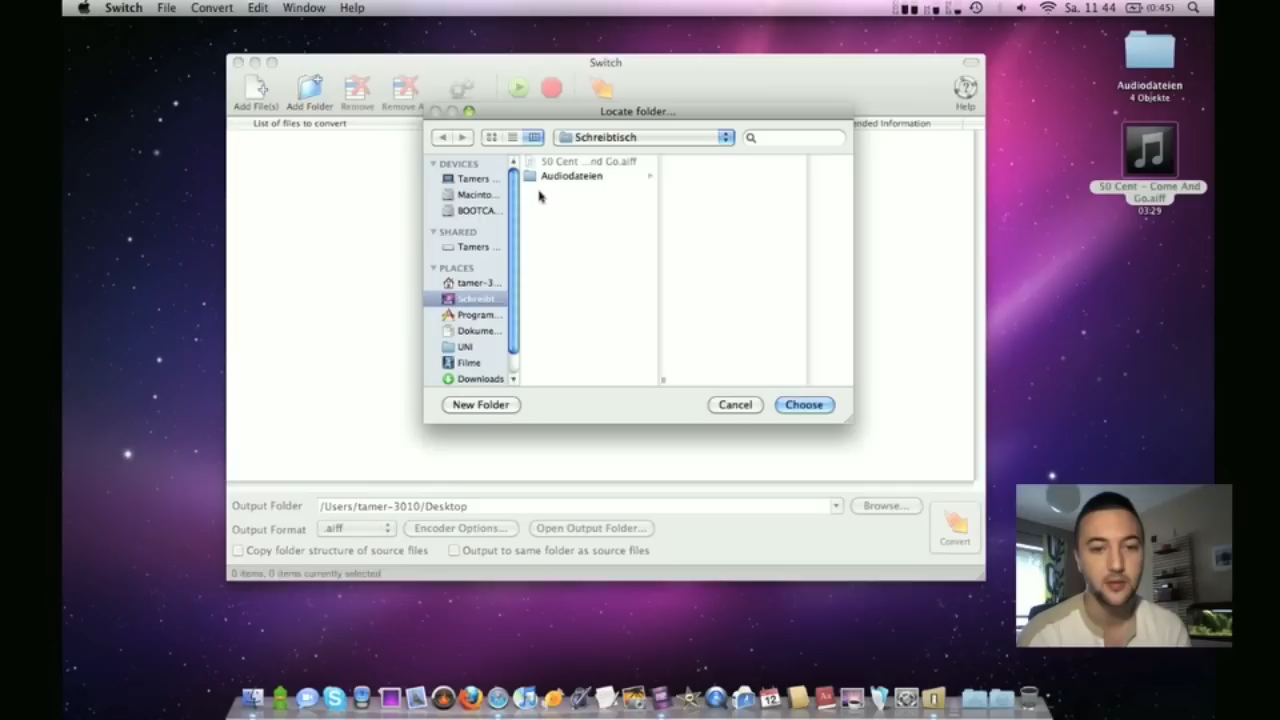 Switch File Convert Edit Window Help
Sa. 11 44 (0:45)
Switch
Add File(s) Add Folder Remove Remove A
Help
Locate folder...
List of files to convert
nded Information
Schreibtisch
DEVICES
Tamers ...
Macinto...
BOOTCA...
SHARED
Tamers ...
PLACES
tamer-3...
Schreibt...
Program...
Dokume...
UNI
Filme
Downloads
50 Cent ...nd Go.aiff
Audiodateien
New Folder Cancel Choose
Output Folder /Users/tamer-3010/Desktop Browse...
Output Format .aiff Encoder Options... Open Output Folder...
Convert
Copy folder structure of source files Output to same folder as source files
0 items, 0 items currently selected
Audiodateien
4 Objekte
50 Cent - Come And
Go.aiff
03:29